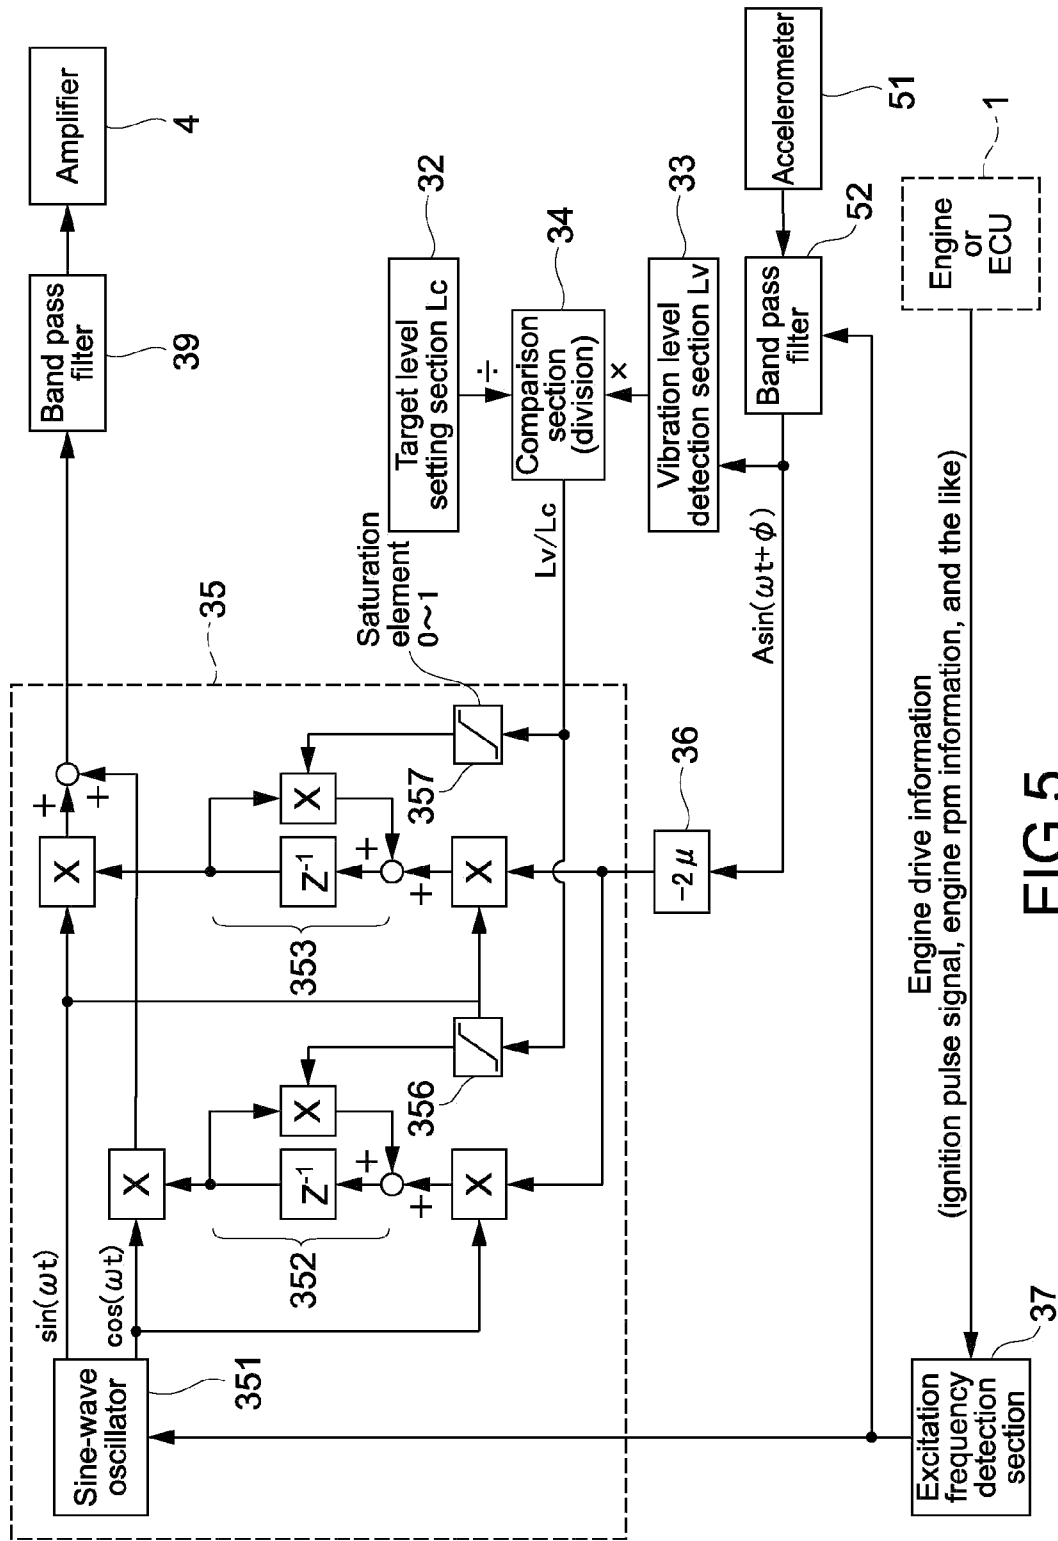 Sine-wave
oscillator
351
sin(ωt)
cos(ωt)
X
X
Z⁻¹
X
+
+
352
356
X
X
Z⁻¹
X
+
+
353
357
+
+
35
Saturation
element
0~1
Band pass
filter
39
Amplifier
4
Target level
setting section Lc
32
÷
Comparison
section
(division)
34
×
Lv/Lc
Vibration level
detection section Lv
33
-2μ
36
Asin(ωt+ϕ)
Band pass
filter
52
Accelerometer
51
Engine
or
ECU
1
Engine drive information
(ignition pulse signal, engine rpm information, and the like)
Excitation
frequency
detection
section
37
FIG.5